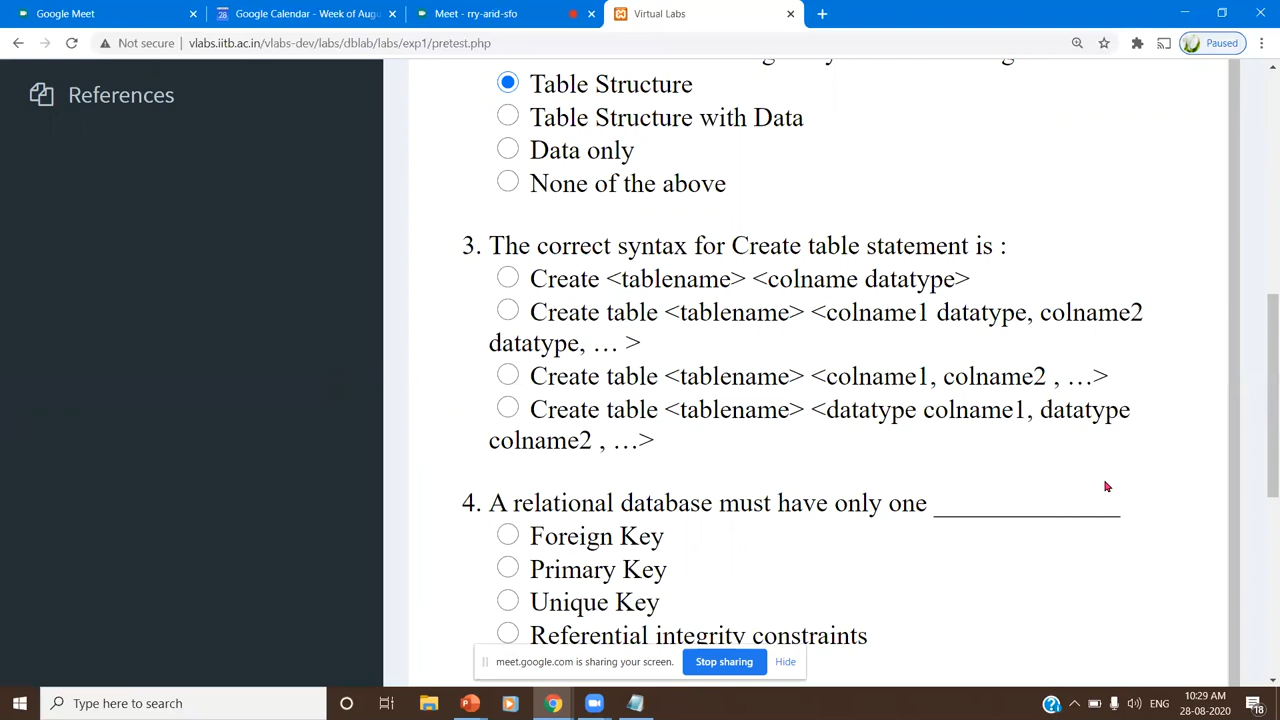 Google Meet
Google Calendar - Week of Augu
Meet - rry-arid-sfo
Virtual Labs
Not secure
vlabs.iitb.ac.in/vlabs-dev/labs/dblab/labs/exp1/pretest.php
Paused
References
Table Structure
Table Structure with Data
Data only
None of the above
3. The correct syntax for Create table statement is :
Create <tablename> <colname datatype>
Create table <tablename> <colname1 datatype, colname2
datatype, … >
Create table <tablename> <colname1, colname2 , …>
Create table <tablename> <datatype colname1, datatype
colname2 , …>
4. A relational database must have only one ______________
Foreign Key
Primary Key
Unique Key
Referential integrity constraints
meet.google.com is sharing your screen.
Stop sharing
Hide
Type here to search
ENG
10:29 AM
28-08-2020
18